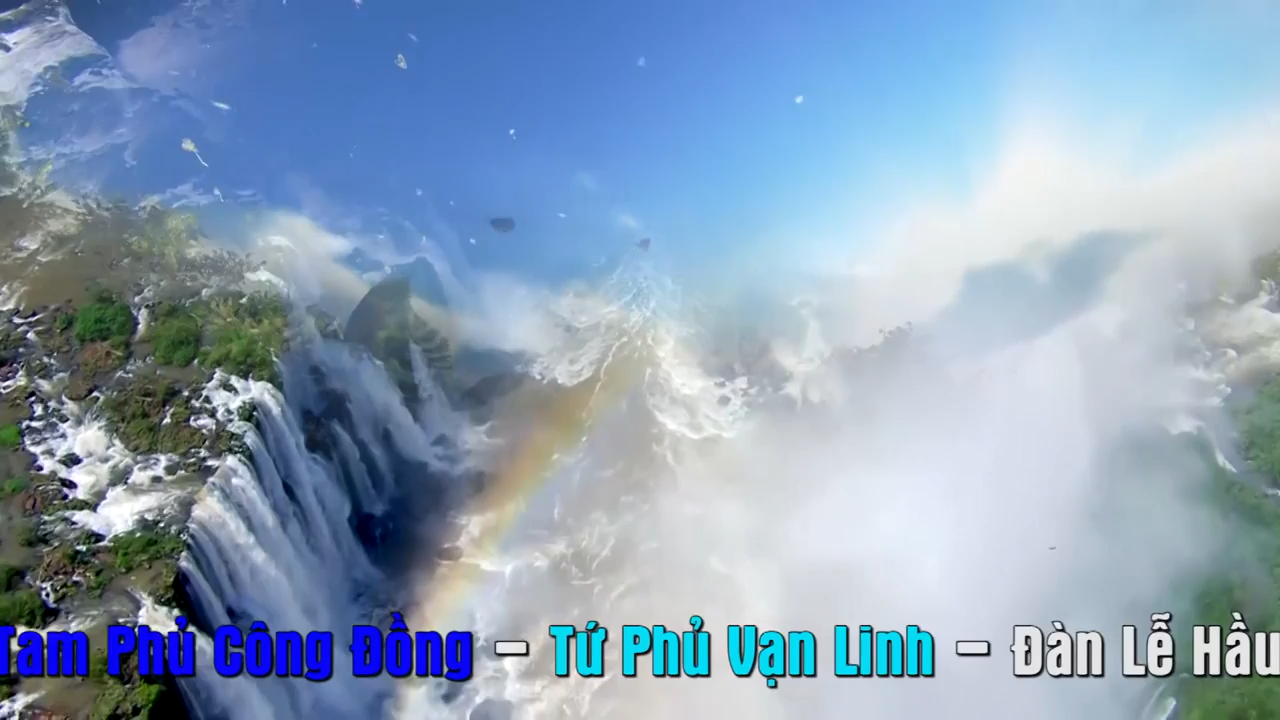 Tam Phủ Công Đồng – Tứ Phủ Vạn Linh – Đàn Lễ Hầu